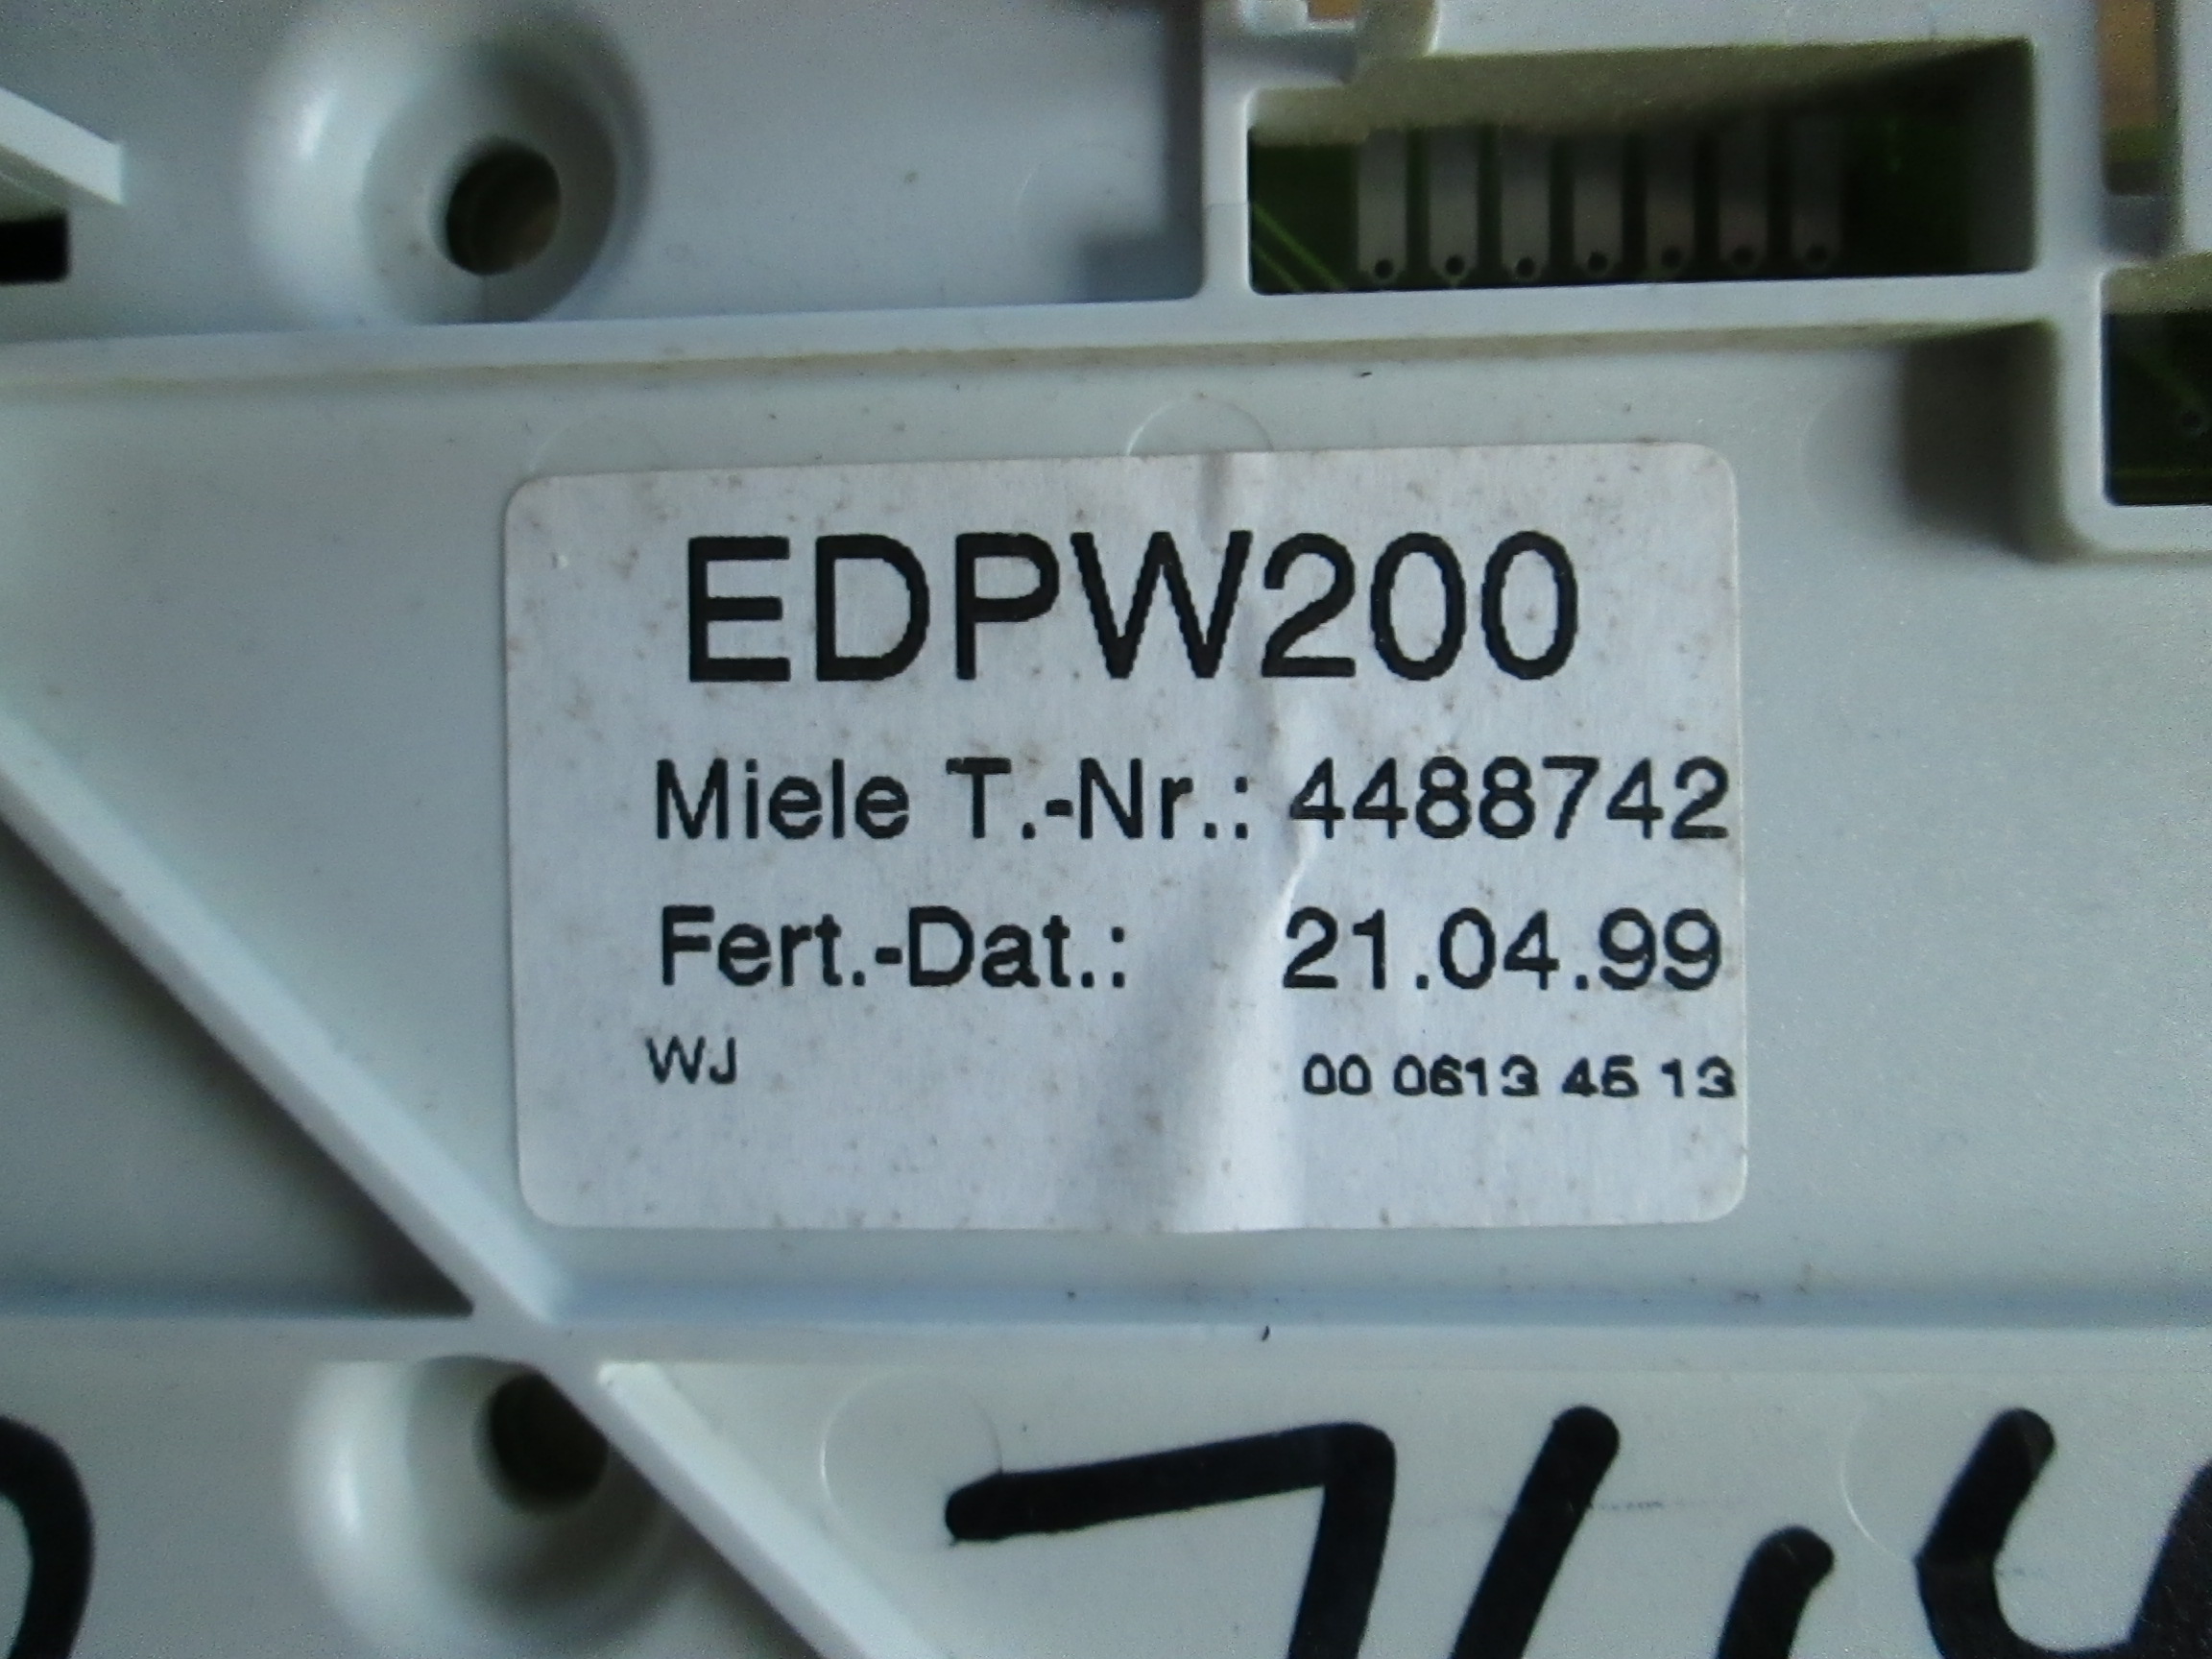 EDPW200
Miele T.-Nr.: 4488742
Fert.-Dat.: 21.04.99
WJ 00 0613 45 13